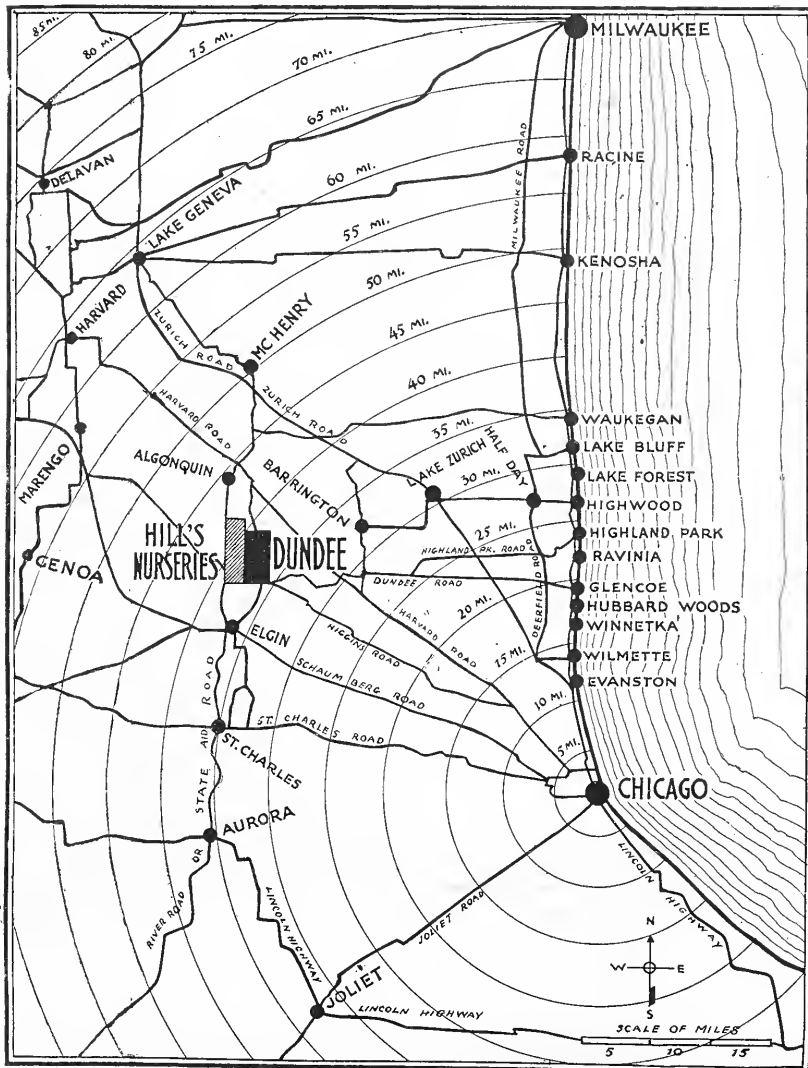 85 MI.
80 MI.
75 MI.
70 MI.
65 MI.
60 MI.
55 MI.
50 MI.
45 MI.
40 MI.
35 MI.
30 MI.
25 MI.
20 MI.
15 MI.
10 MI.
5 MI.
MILWAUKEE
MILWAUKEE ROAD
RACINE
DELAVAN
LAKE GENEVA
KENOSHA
HARVARD
ZURICH ROAD
MC HENRY
ZURICH ROAD
HARVARD ROAD
WAUKEGAN
LAKE BLUFF
LAKE FOREST
HIGHWOOD
HIGHLAND PARK
RAVINIA
GLENCOE
HUBBARD WOODS
WINNETKA
WILMETTE
EVANSTON
MARENGO
ALGONQUIN
BARRINGTON
LAKE ZURICH
HALF DAY
HILL'S
NURSERIES
DUNDEE
GENOA
HIGHLAND PK. ROAD
DUNDEE ROAD
DEERFIELD ROAD
HARVARD ROAD
ELGIN
HIGGINS ROAD
SCHAUMBERG ROAD
ST. CHARLES ROAD
ST. CHARLES
CHICAGO
AURORA
RIVER ROAD OR STATE AID ROAD
LINCOLN HIGHWAY
JOLIET ROAD
LINCOLN HIGHWAY
JOLIET
LINCOLN HIGHWAY
N
W E
S
SCALE OF MILES
5 10 15